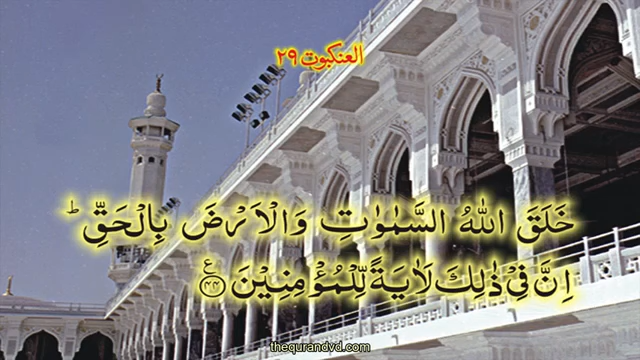 العنكبوت ٢٩
خَلَقَ اللّٰهُ السَّمٰوٰتِ وَالْاَرْضَ بِالْحَقِّ ؕ
اِنَّ فِيْ ذٰلِكَ لَاٰيَةً لِّلْمُؤْمِنِيْنَ ﴿۴۴﴾ ع
thequrandvd.com